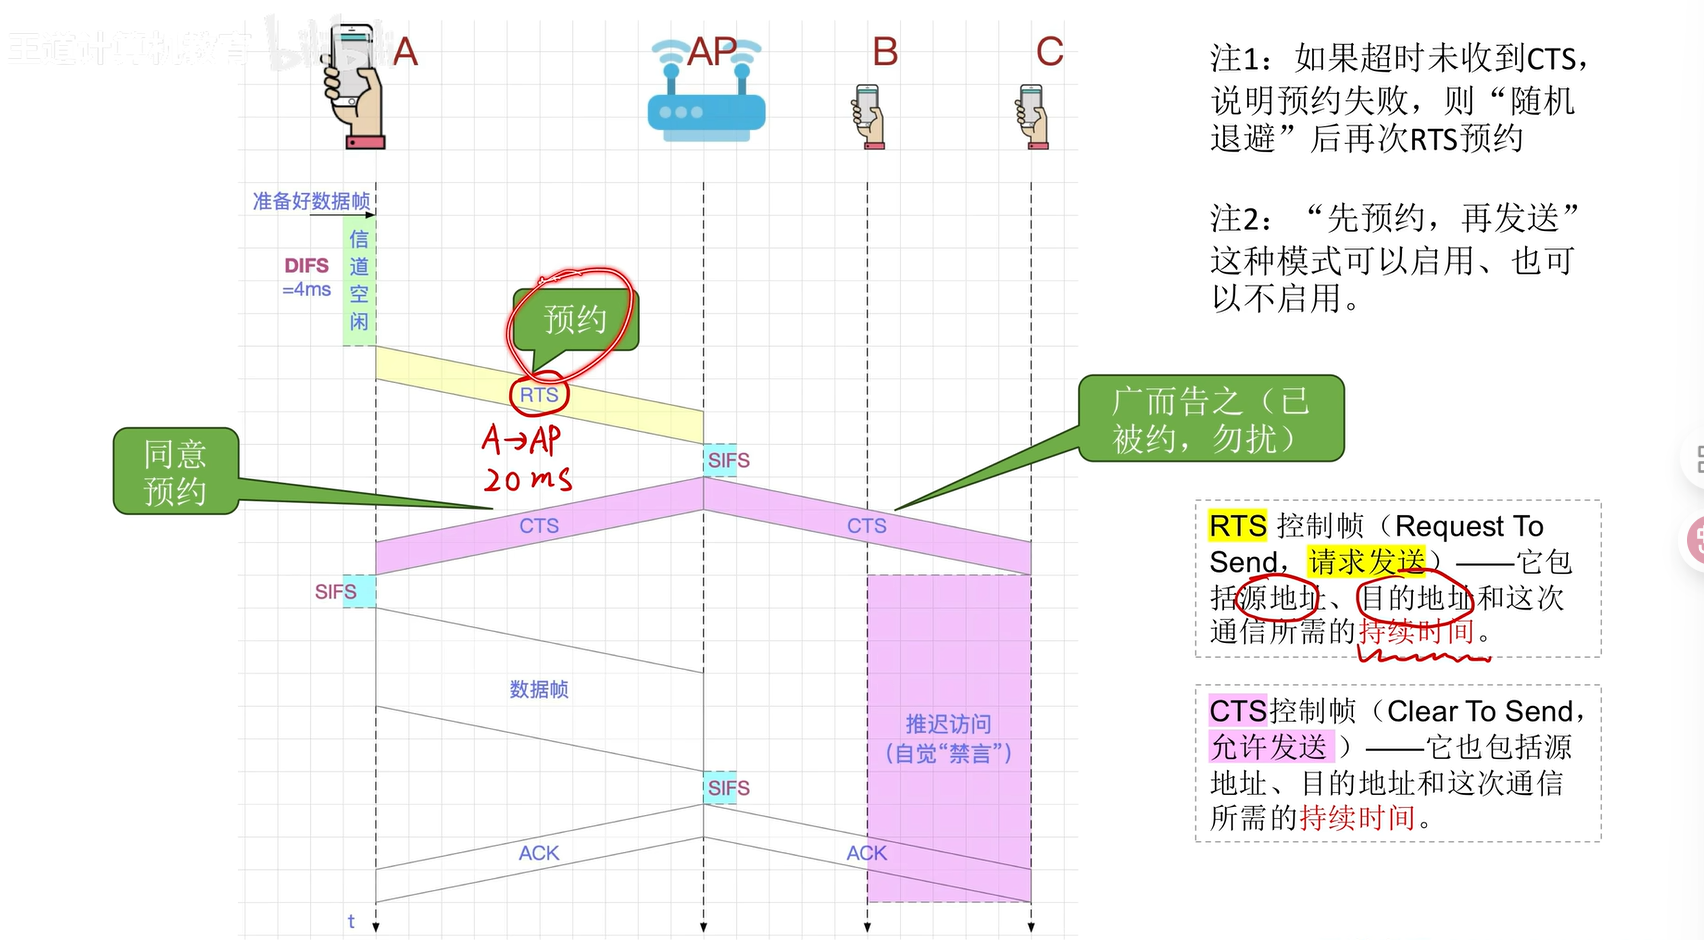 王道计算机教育
bilibili
A
AP
B
C
准备好数据帧
DIFS
=4ms
信
道
空
闲
预约
RTS
A→AP
20ms
SIFS
同意
预约
CTS
CTS
广而告之（已
被约，勿扰）
SIFS
数据帧
推迟访问
（自觉“禁言”）
SIFS
ACK
ACK
t
注1：如果超时未收到CTS，
说明预约失败，则“随机
退避”后再次RTS预约
注2：“先预约，再发送”
这种模式可以启用、也可
以不启用。
RTS 控制帧（Request To
Send，请求发送）——它包
括源地址、目的地址和这次
通信所需的持续时间。
CTS控制帧（Clear To Send，
允许发送 ）——它也包括源
地址、目的地址和这次通信
所需的持续时间。